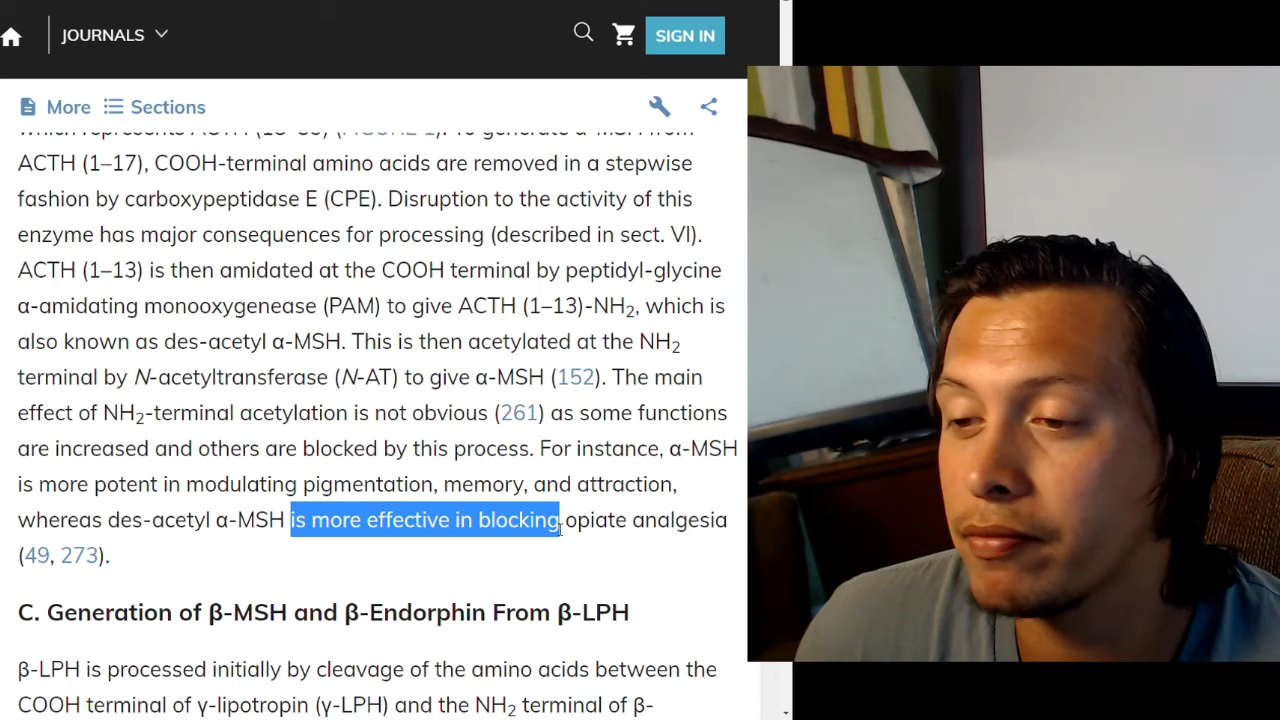 JOURNALS
SIGN IN
More
Sections
ACTH (1–17), COOH-terminal amino acids are removed in a stepwise
fashion by carboxypeptidase E (CPE). Disruption to the activity of this
enzyme has major consequences for processing (described in sect. VI).
ACTH (1–13) is then amidated at the COOH terminal by peptidyl-glycine
α-amidating monooxygenease (PAM) to give ACTH (1–13)-NH₂, which is
also known as des-acetyl α-MSH. This is then acetylated at the NH₂
terminal by N-acetyltransferase (N-AT) to give α-MSH (152). The main
effect of NH₂-terminal acetylation is not obvious (261) as some functions
are increased and others are blocked by this process. For instance, α-MSH
is more potent in modulating pigmentation, memory, and attraction,
whereas des-acetyl α-MSH is more effective in blocking opiate analgesia
(49, 273).
C. Generation of β-MSH and β-Endorphin From β-LPH
β-LPH is processed initially by cleavage of the amino acids between the
COOH terminal of γ-lipotropin (γ-LPH) and the NH₂ terminal of β-